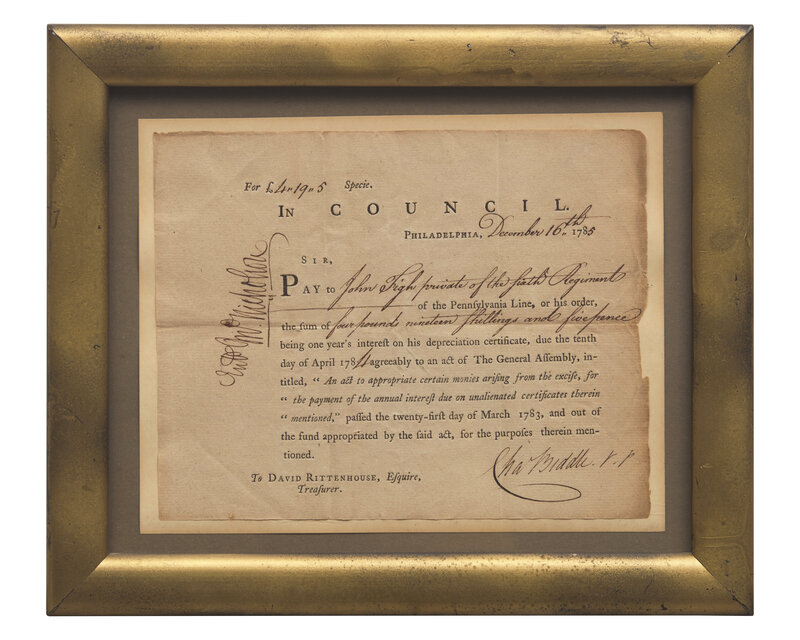 For £4" 19" 5 Specie.
IN COUNCIL.
PHILADELPHIA, December 16th. 1785
SIR,
PAY to John Figh private of the sixth Regiment
of the Pennſylvania Line, or his order,
the ſum of four pounds nineteen ſhillings and fivepence
being one year's intereſt on his depreciation certificate, due the tenth
day of April 1784 agreeably to an act of The General Aſſembly, in-
titled, “ An act to appropriate certain monies ariſing from the exciſe, for
“ the payment of the annual intereſt due on unalienated certificates therein
“ mentioned,” paſſed the twenty-firſt day of March 1783, and out of
the fund appropriated by the ſaid act, for the purpoſes therein men-
tioned.
Chaˢ Biddle. V. P
To DAVID RITTENHOUSE, Eſquire,
Treaſurer.
Nicholson